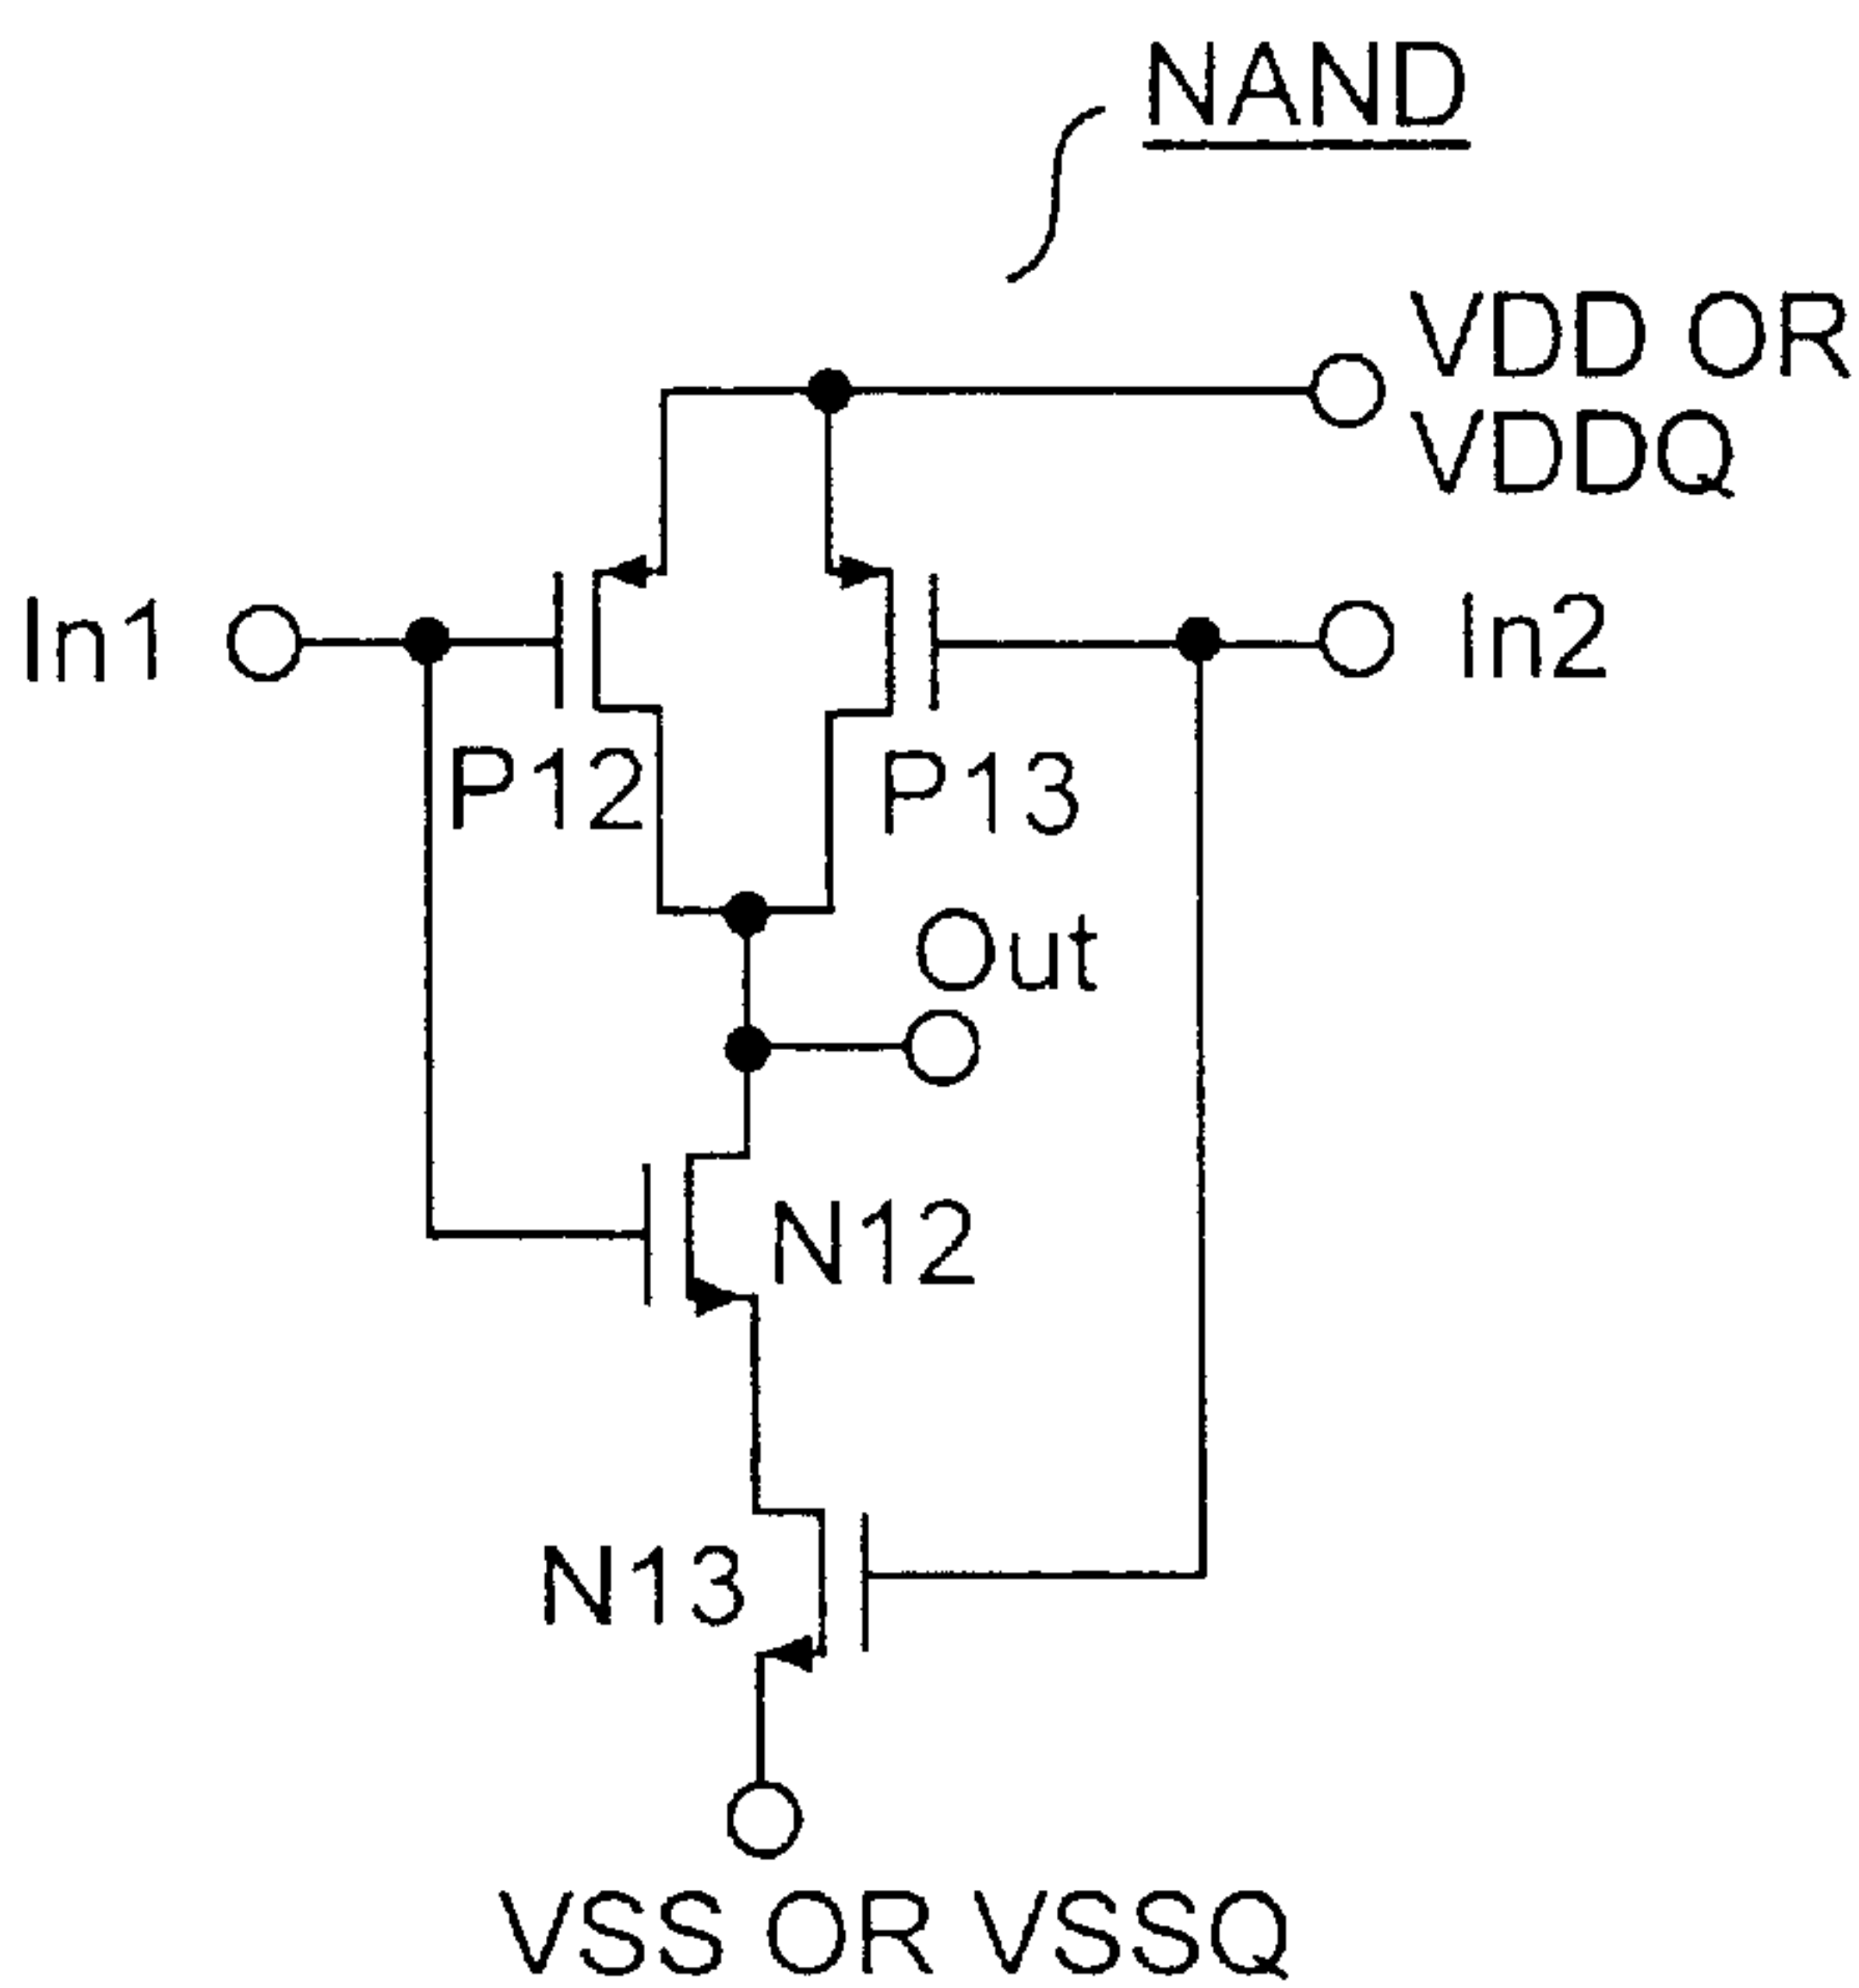 NAND
VDD OR
VDDQ
In1
In2
P12
P13
Out
N12
N13
VSS OR VSSQ